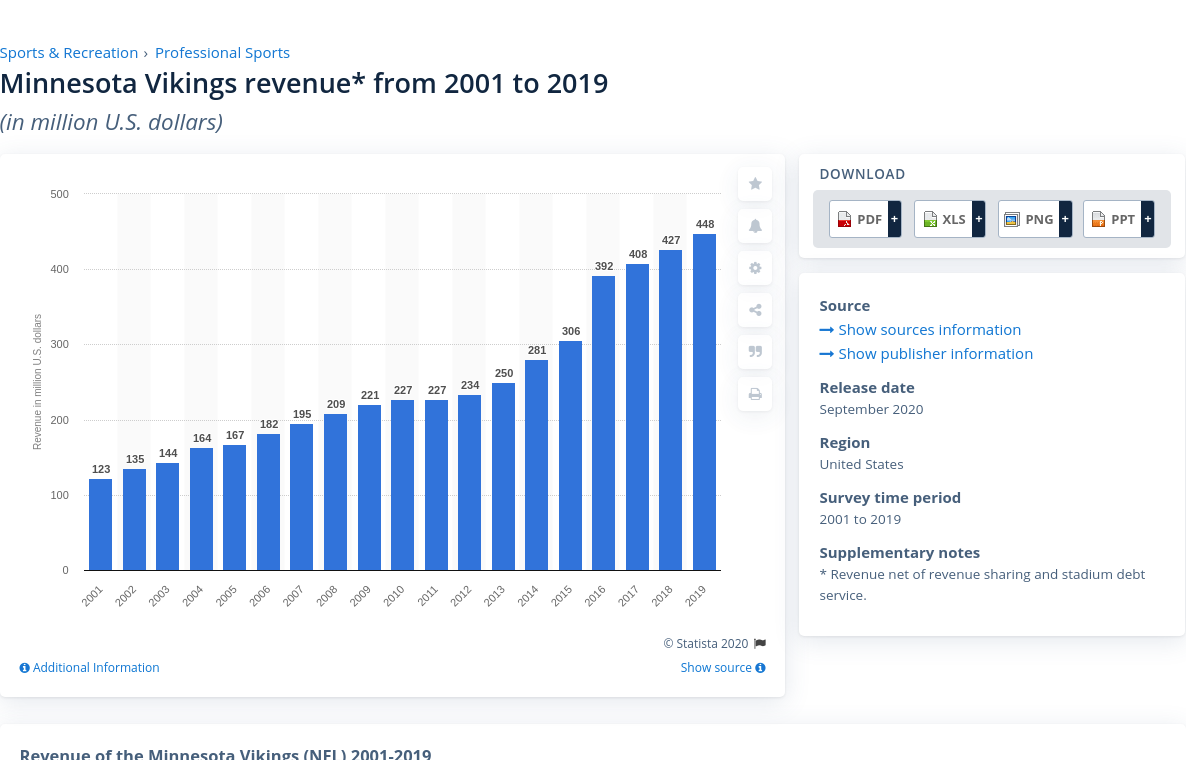 Sports & Recreation › Professional Sports
Minnesota Vikings revenue* from 2001 to 2019
(in million U.S. dollars)
500
400
300
200
100
0
Revenue in million U.S. dollars
123
135
144
164
167
182
195
209
221
227
227
234
250
281
306
392
408
427
448
2001
2002
2003
2004
2005
2006
2007
2008
2009
2010
2011
2012
2013
2014
2015
2016
2017
2018
2019
© Statista 2020
Additional Information
Show source
DOWNLOAD
PDF + XLS + PNG + PPT +
Source
Show sources information
Show publisher information
Release date
September 2020
Region
United States
Survey time period
2001 to 2019
Supplementary notes
* Revenue net of revenue sharing and stadium debt
service.
Revenue of the Minnesota Vikings (NFL) 2001-2019